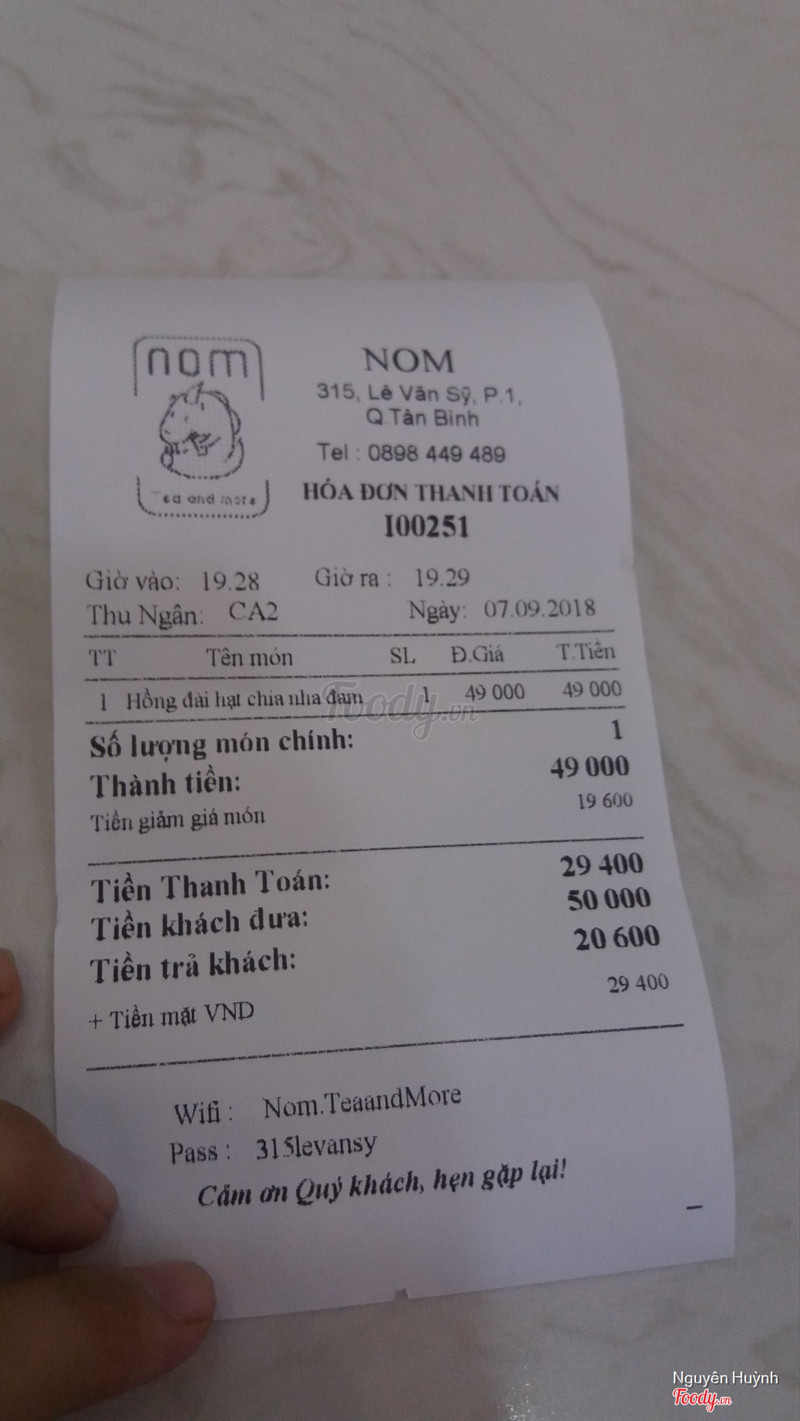 nom
Tea and more
NOM
315, Lê Văn Sỹ, P.1,
Q.Tân Bình
Tel : 0898 449 489
HÓA ĐƠN THANH TOÁN
I00251
Giờ vào: 19.28 Giờ ra : 19.29
Thu Ngân: CA2 Ngày: 07.09.2018
TT Tên món SL Đ.Giá T.Tiền
1 Hồng đài hạt chia nha đam 1 49 000 49 000
Foody.vn
Số lượng món chính: 1
Thành tiền: 49 000
Tiền giảm giá món 19 600
Tiền Thanh Toán: 29 400
Tiền khách đưa: 50 000
Tiền trả khách: 20 600
+ Tiền mặt VND 29 400
Wifi : Nom.TeaandMore
Pass : 315levansy
Cảm ơn Quý khách, hẹn gặp lại!
Nguyên Huỳnh
Foody.vn